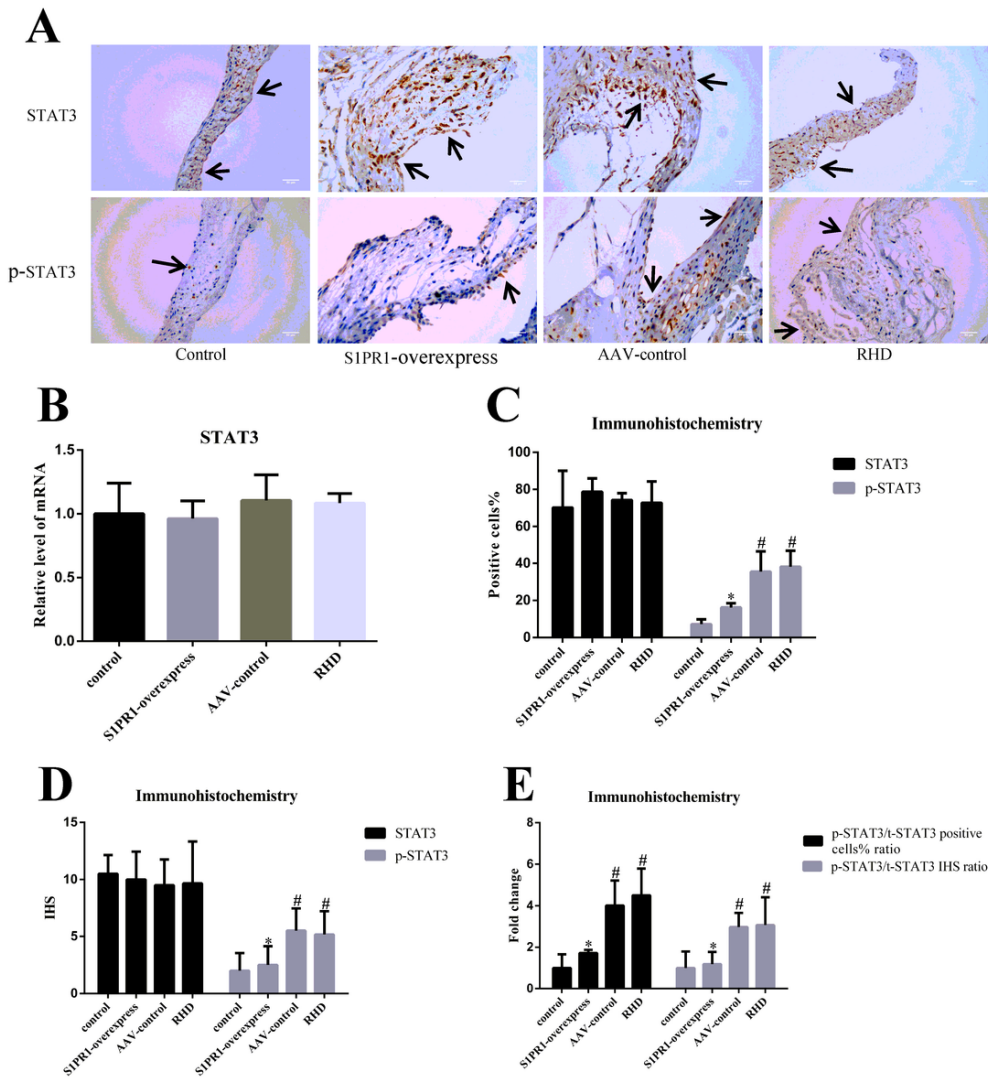 A
STAT3
p-STAT3
Control
S1PR1-overexpress
AAV-control
RHD
B
STAT3
Relative level of mRNA
1.5
1.0
0.5
0.0
control
S1PR1-overexpress
AAV-control
RHD
C
Immunohistochemistry
Positive cells%
100
80
60
40
20
0
*
#
#
control
S1PR1-overexpress
AAV-control
RHD
control
S1PR1-overexpress
AAV-control
RHD
STAT3
p-STAT3
D
Immunohistochemistry
IHS
15
10
5
0
*
#
#
control
S1PR1-overexpress
AAV-control
RHD
control
S1PR1-overexpress
AAV-control
RHD
STAT3
p-STAT3
E
Immunohistochemistry
Fold change
8
6
4
2
0
*
#
#
*
#
#
control
S1PR1-overexpress
AAV-control
RHD
control
S1PR1-overexpress
AAV-control
RHD
p-STAT3/t-STAT3 positive
cells% ratio
p-STAT3/t-STAT3 IHS ratio